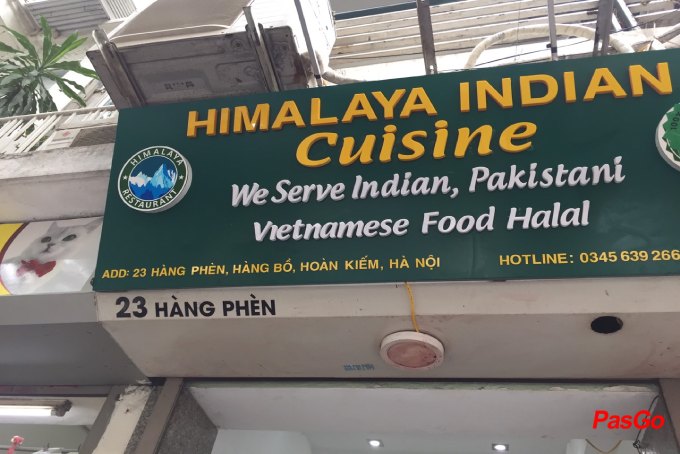 HIMALAYA INDIAN
Cuisine
HIMALAYA
RESTAURANT
We Serve Indian, Pakistani
Vietnamese Food Halal
ADD: 23 HÀNG PHÈN, HÀNG BỒ, HOÀN KIẾM, HÀ NỘI
HOTLINE: 0345 639 266
23 HÀNG PHÈN
PasGo